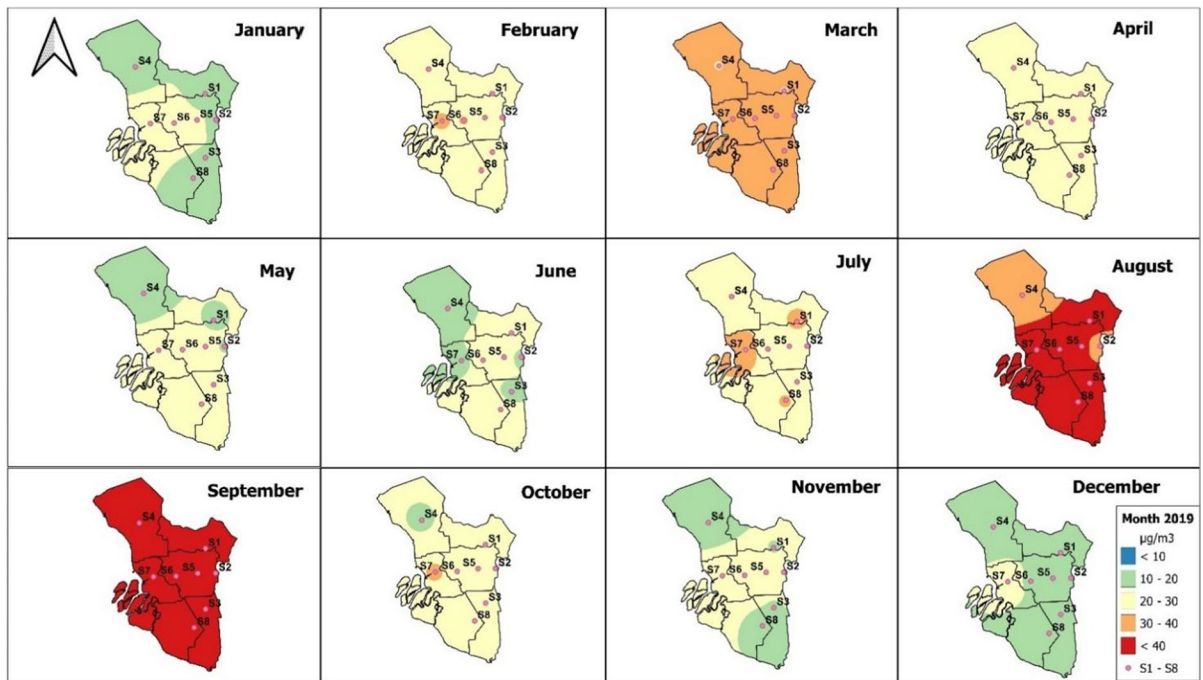 January
S4
S1
S7 S6 S5 S2
S3
S8
February
S4
S1
S7 S6 S5 S2
S3
S8
March
S4
S1
S7 S6 S5 S2
S3
S8
April
S4
S1
S7 S6 S5 S2
S3
S8
May
S4
S1
S7 S6 S5 S2
S3
S8
June
S4
S1
S7 S6 S5 S2
S3
S8
July
S4
S1
S7 S6 S5 S2
S3
S8
August
S4
S1
S7 S6 S5 S2
S3
S8
September
S4
S1
S7 S6 S5 S2
S3
S8
October
S4
S1
S7 S6 S5 S2
S3
S8
November
S4
S1
S7 S6 S5 S2
S3
S8
December
S4
S1
S7 S6 S5 S2
S3
S8
Month 2019
µg/m3
< 10
10 - 20
20 - 30
30 - 40
< 40
S1 - S8